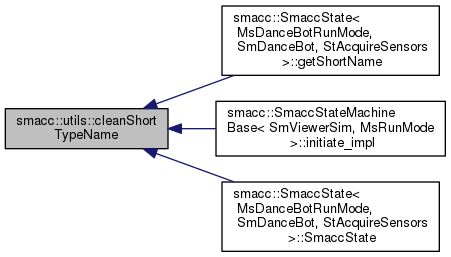 smacc::SmaccState<
MsDanceBotRunMode,
SmDanceBot, StAcquireSensors
>::getShortName
smacc::utils::cleanShort
TypeName
smacc::SmaccStateMachine
Base< SmViewerSim, MsRunMode
>::initiate_impl
smacc::SmaccState<
MsDanceBotRunMode,
SmDanceBot, StAcquireSensors
>::SmaccState